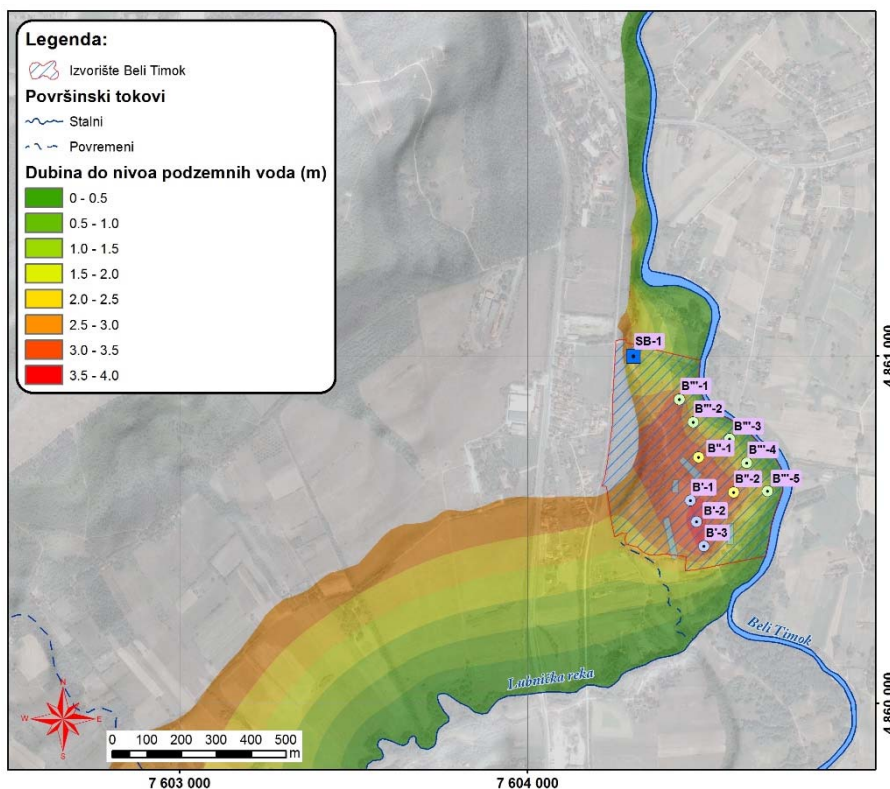 Legenda:
Izvorište Beli Timok
Površinski tokovi
Stalni
Povremeni
Dubina do nivoa podzemnih voda (m)
0 - 0.5
0.5 - 1.0
1.0 - 1.5
1.5 - 2.0
2.0 - 2.5
2.5 - 3.0
3.0 - 3.5
3.5 - 4.0
SB-1
B'''-1
B'''-2
B'''-3
B''-1
B'''-4
B'-1
B''-2
B'''-5
B'-2
B'-3
Beli Timok
Lubnička reka
4 861 000
4 860 000
N
W E
S
0 100 200 300 400 500
m
7 603 000 7 604 000